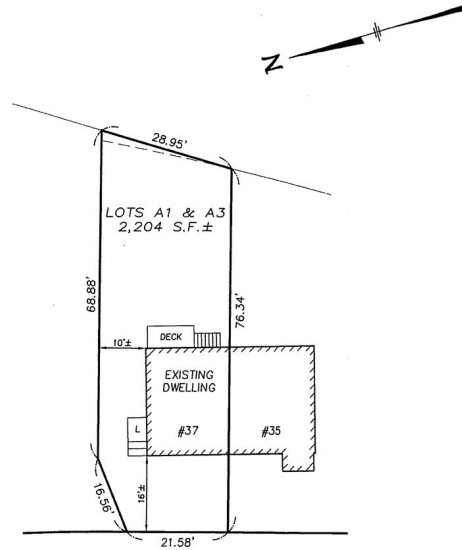 N
28.95'
LOTS A1 & A3
2,204 S.F.±
68.88'
76.34'
DECK
10'±
EXISTING
DWELLING
L
#37
#35
16.56'
16'±
21.58'